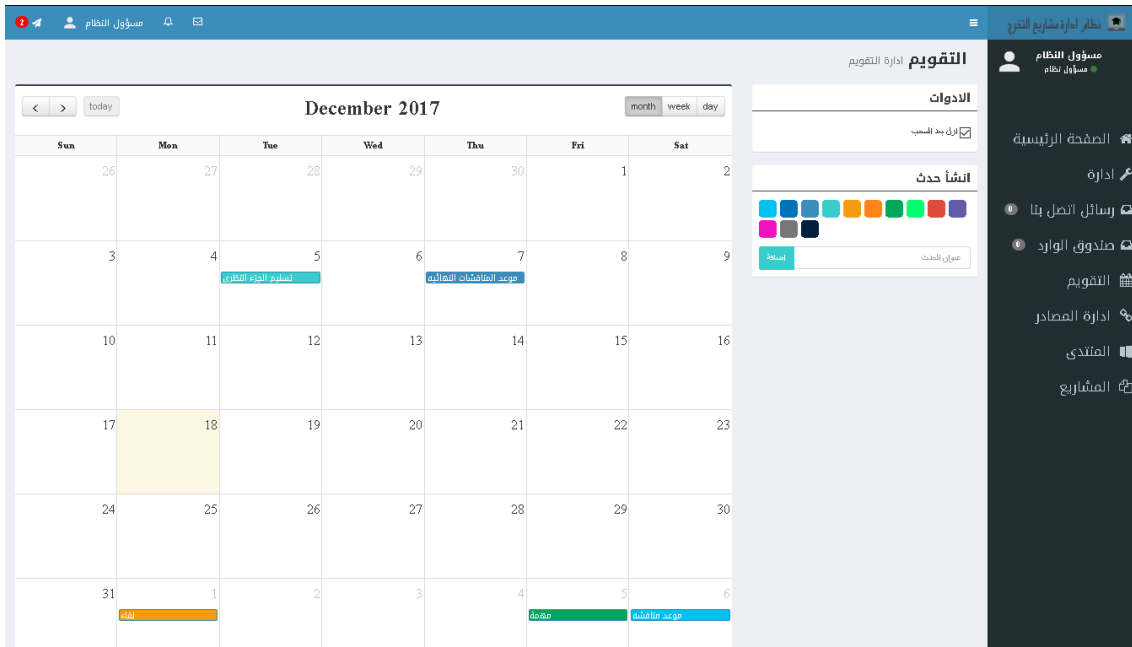 نظام ادارة مشاريع التخرج
مسؤول النظام
2
مسؤول النظام
مسؤول نظام
الصفحة الرئيسية
ادارة
رسائل اتصل بنا 0
صندوق الوارد 0
التقويم
ادارة المصادر
المنتدى
المشاريع
التقويم ادارة التقويم
الادوات
ازل بعد السحب
انشأ حدث
عنوان الحدث
اضافة
today
December 2017
month week day
Sun Mon Tue Wed Thu Fri Sat
26 27 28 29 30 1 2
3 4 5 6 7 8 9
تسليم الجزء النظري
موعد المناقشات النهائيه
10 11 12 13 14 15 16
17 18 19 20 21 22 23
24 25 26 27 28 29 30
31 1 2 3 4 5 6
لقاء
مهمة
موعد مناقشه